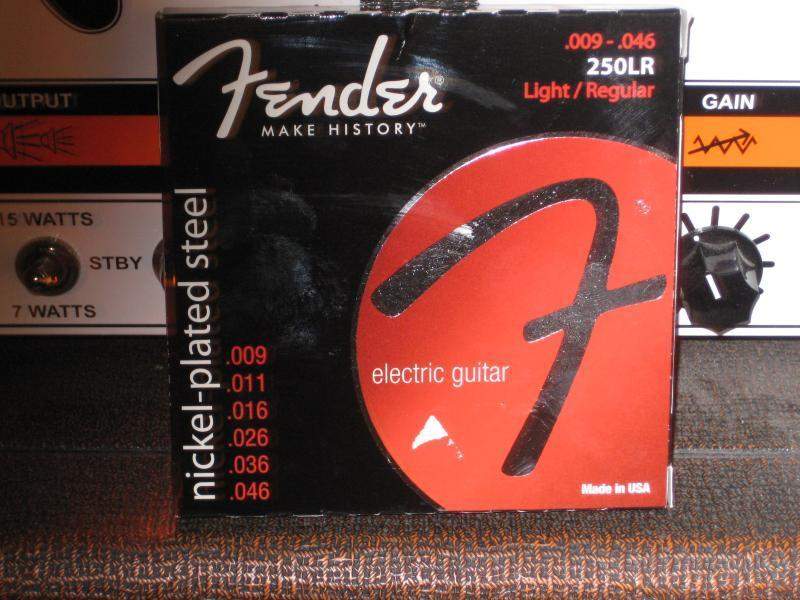 Fender®
MAKE HISTORY™
.009 - .046
250LR
Light / Regular
nickel-plated steel
.009
.011
.016
.026
.036
.046
electric guitar
Made in USA
15 WATTS
STBY
7 WATTS
GAIN